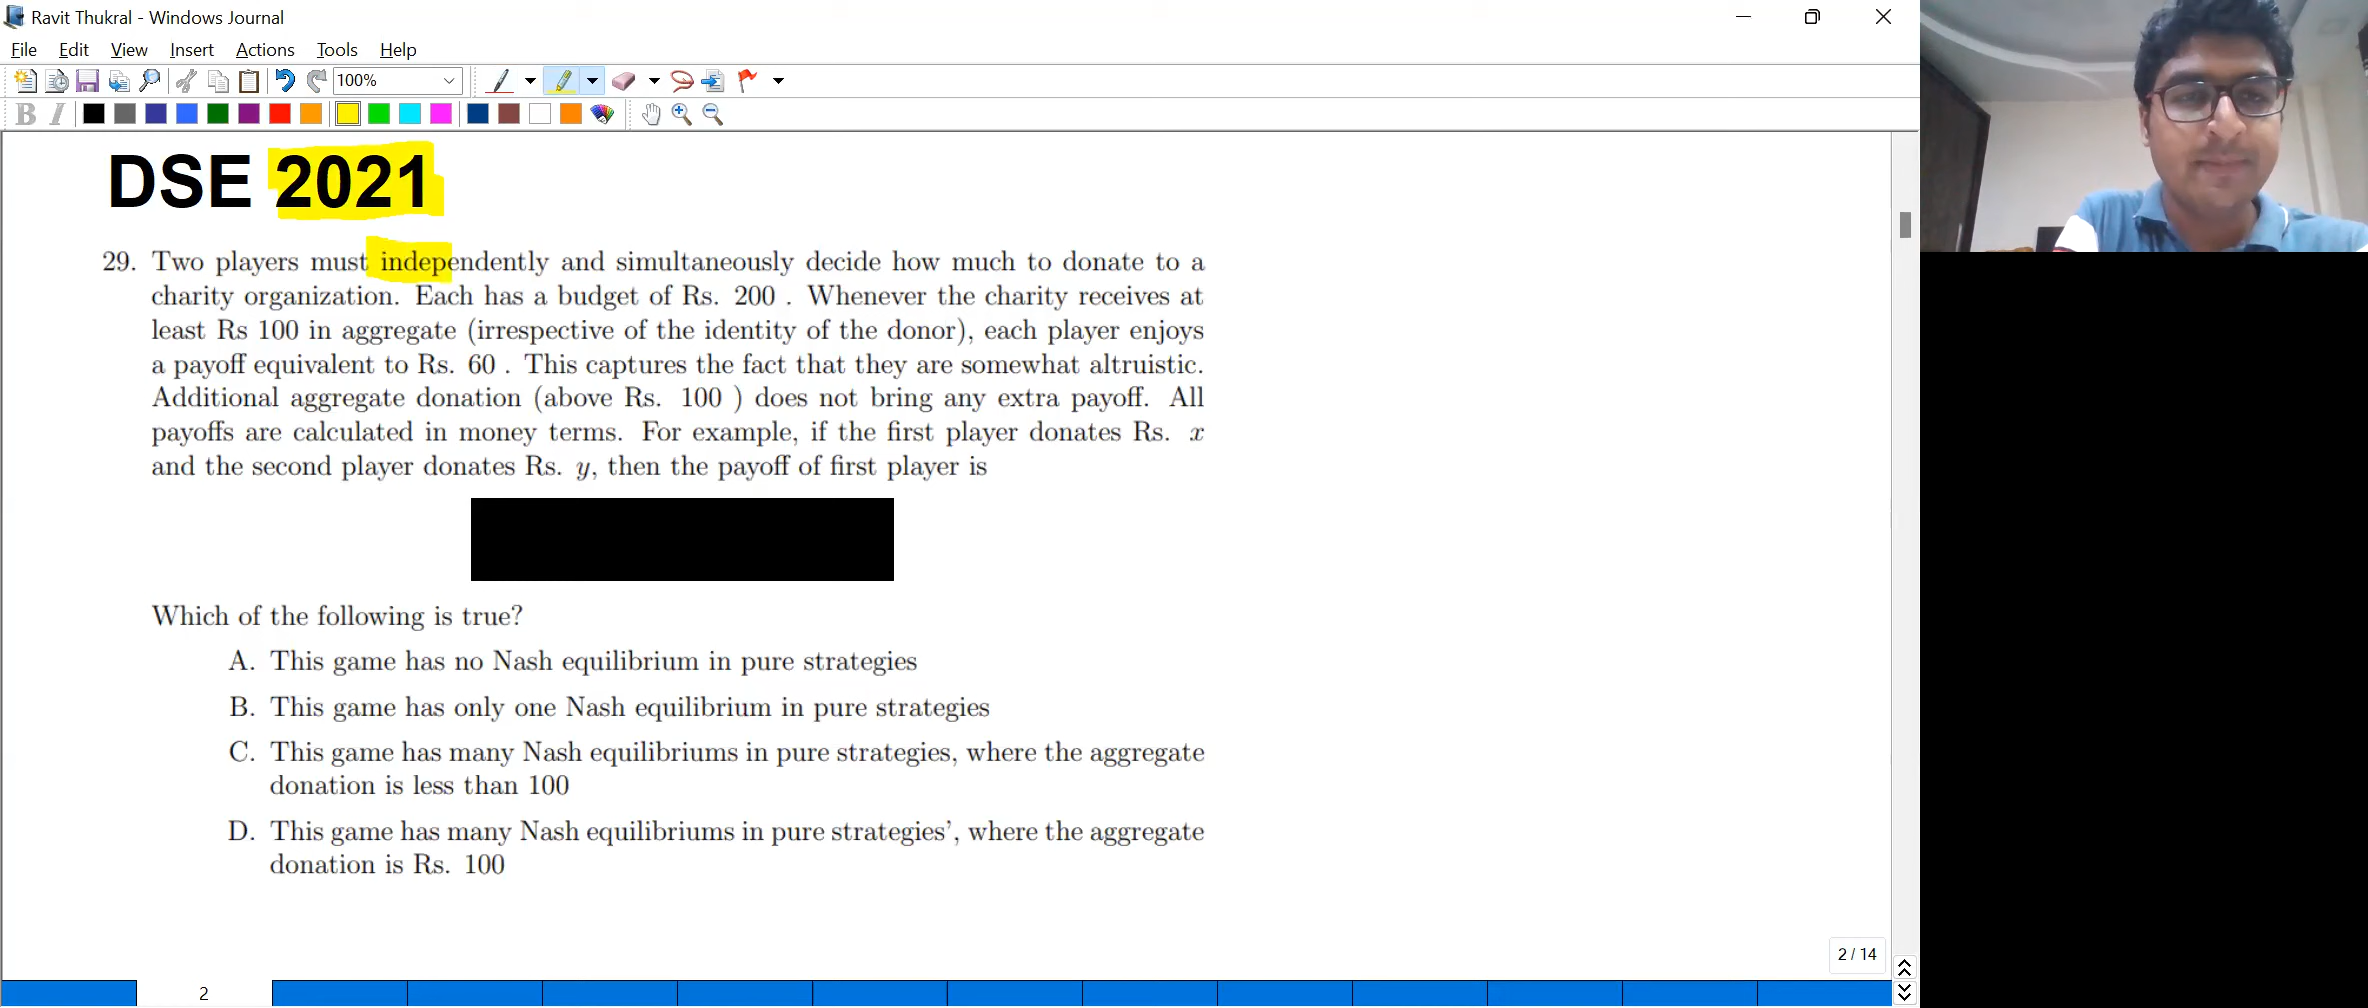 Ravit Thukral - Windows Journal
File Edit View Insert Actions Tools Help
100%
B I
DSE 2021
29. Two players must independently and simultaneously decide how much to donate to a
charity organization. Each has a budget of Rs. 200 . Whenever the charity receives at
least Rs 100 in aggregate (irrespective of the identity of the donor), each player enjoys
a payoff equivalent to Rs. 60 . This captures the fact that they are somewhat altruistic.
Additional aggregate donation (above Rs. 100 ) does not bring any extra payoff. All
payoffs are calculated in money terms. For example, if the first player donates Rs. x
and the second player donates Rs. y, then the payoff of first player is
Which of the following is true?
A. This game has no Nash equilibrium in pure strategies
B. This game has only one Nash equilibrium in pure strategies
C. This game has many Nash equilibriums in pure strategies, where the aggregate
donation is less than 100
D. This game has many Nash equilibriums in pure strategies', where the aggregate
donation is Rs. 100
2 / 14
2